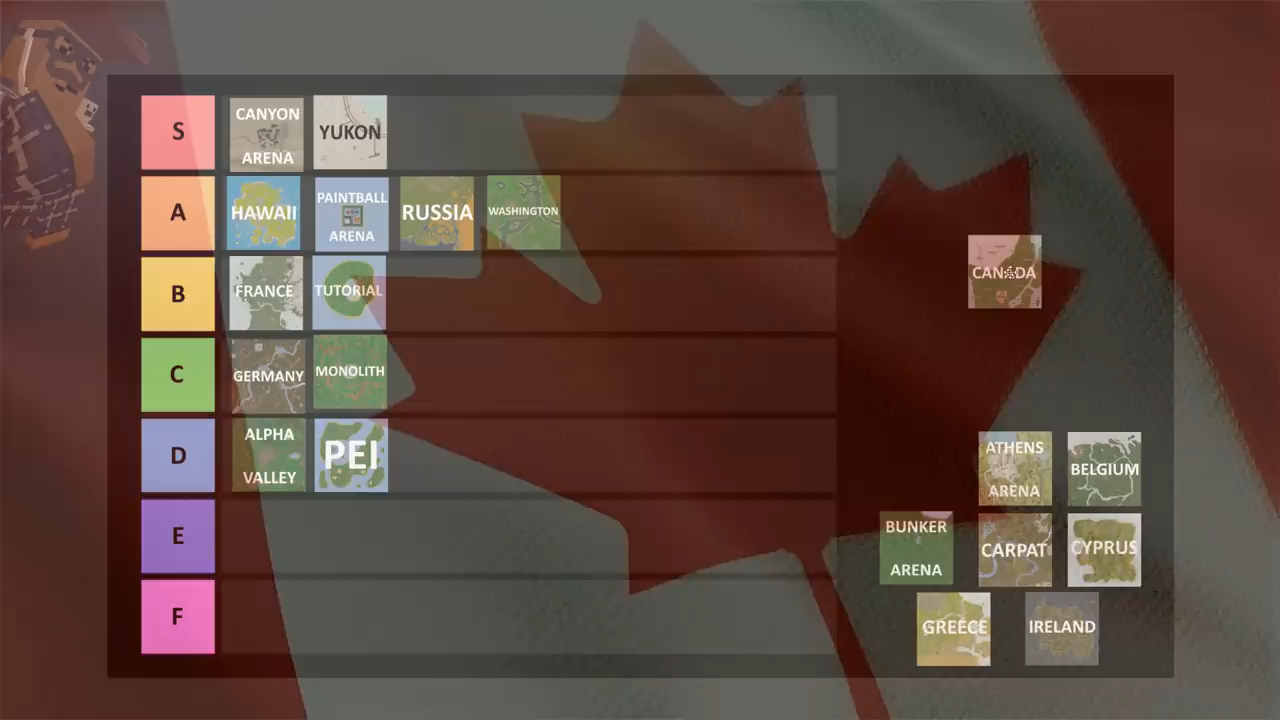 S
CANYON
ARENA
YUKON
A
HAWAII
PAINTBALL
ARENA
RUSSIA
WASHINGTON
B
FRANCE
TUTORIAL
CANADA
C
GERMANY
MONOLITH
D
ALPHA
VALLEY
PEI
ATHENS
ARENA
BELGIUM
E
BUNKER
ARENA
CARPAT
CYPRUS
F
GREECE
IRELAND